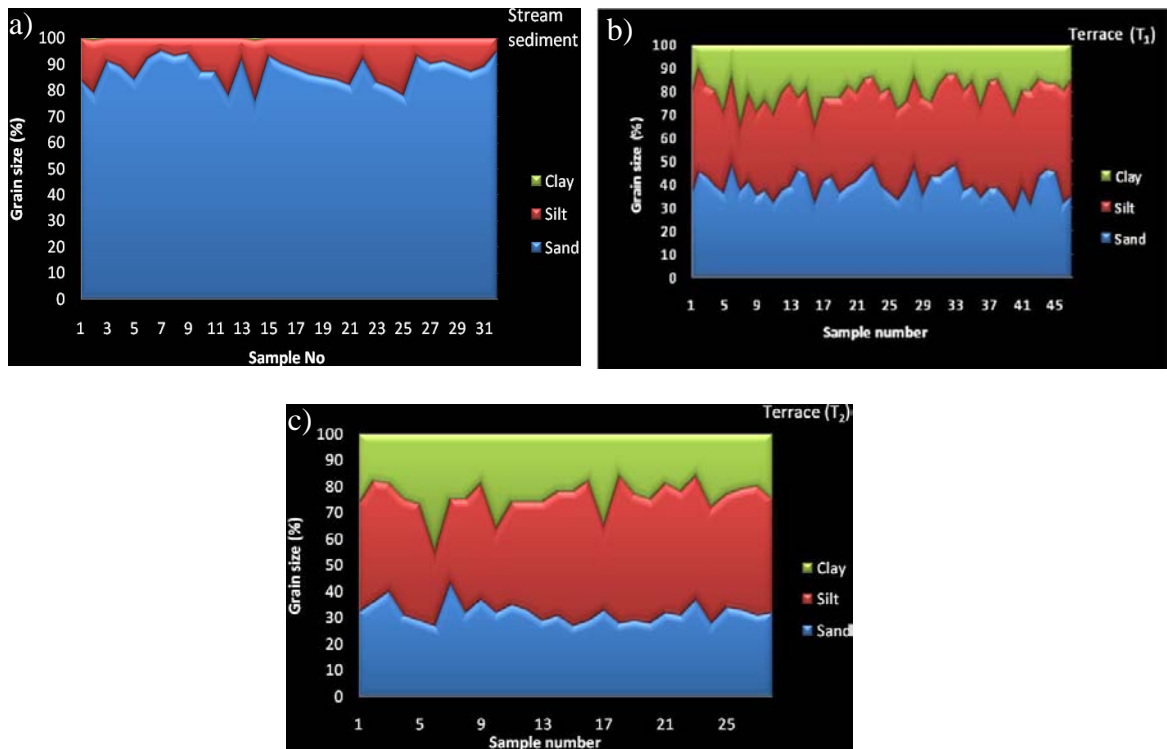 a)
Stream
sediment
100
90
80
70
60
50
40
30
20
10
0
Grain size (%)
Clay
Silt
Sand
1 3 5 7 9 11 13 15 17 19 21 23 25 27 29 31
Sample No
b)
Terrace (T₁)
100
90
80
70
60
50
40
30
20
10
0
Grain size (%)
Clay
Silt
Sand
1 5 9 13 17 21 25 29 33 37 41 45
Sample number
c)
Terrace (T₂)
100
90
80
70
60
50
40
30
20
10
0
Grain size (%)
Clay
Silt
Sand
1 5 9 13 17 21 25
Sample number